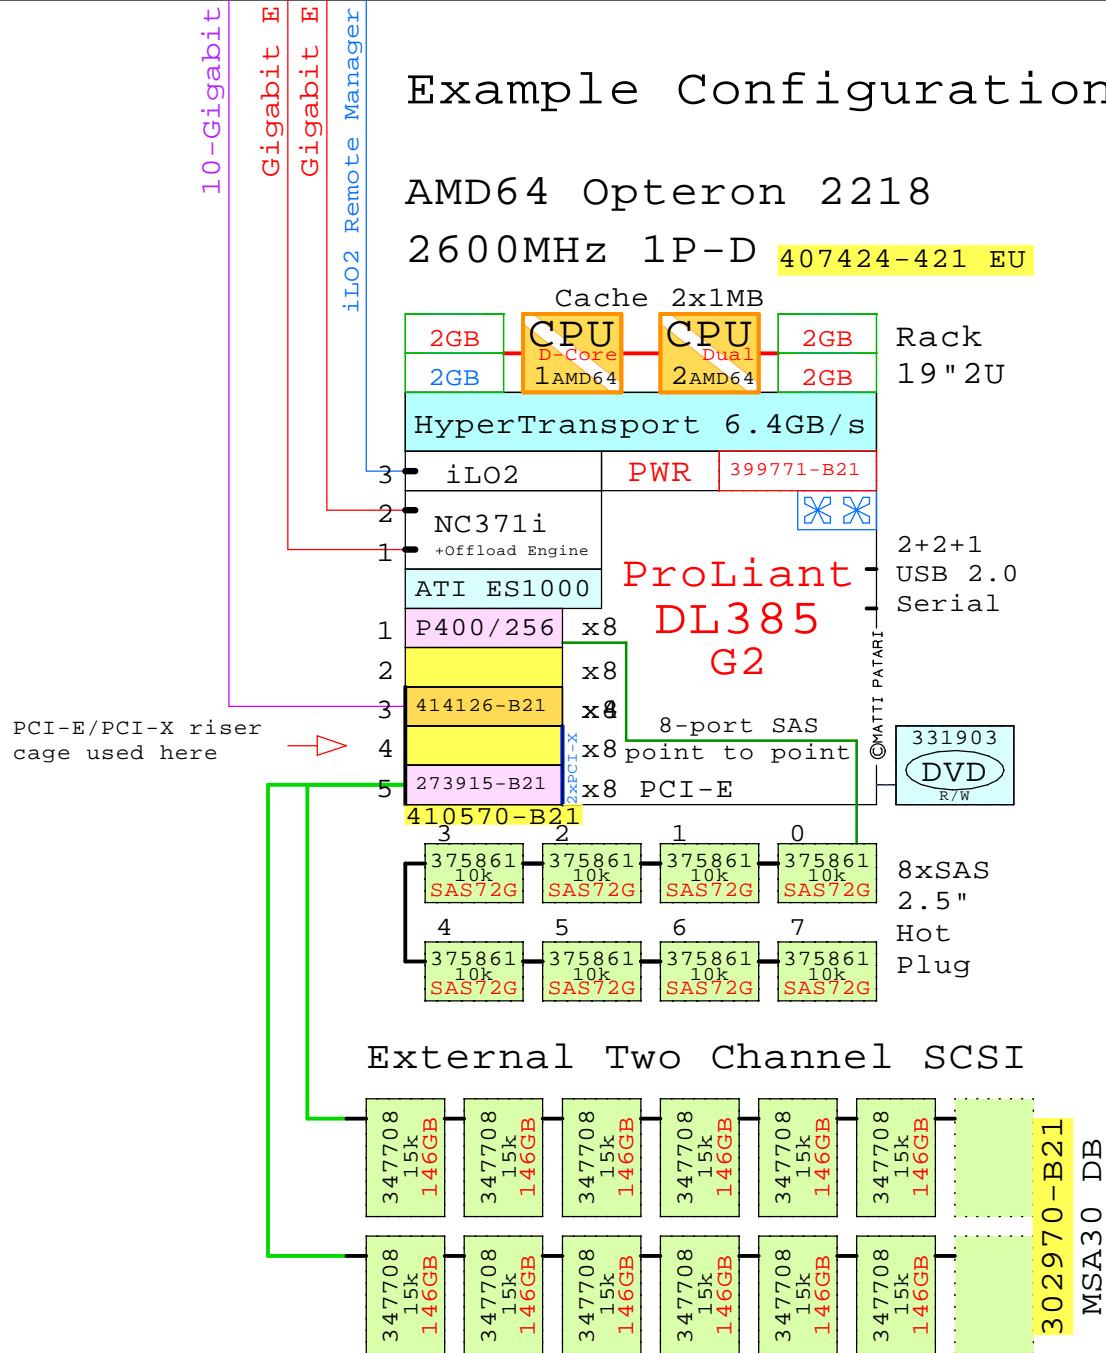 10-Gigabit
Gigabit E
Gigabit E
iLO2 Remote Manager
Example Configuration
AMD64 Opteron 2218
2600MHz 1P-D 407424-421 EU
Cache 2x1MB
2GB CPU CPU 2GB
D-Core Dual
2GB 1AMD64 2AMD64 2GB
Rack
19"2U
HyperTransport 6.4GB/s
3 iLO2 PWR 399771-B21
2 NC371i
1 +Offload Engine
ATI ES1000
2+2+1
USB 2.0
Serial
ProLiant
DL385
G2
1 P400/256 x8
2 x8
3 414126-B21 x4
4 x8
5 273915-B21 x8 PCI-E
2xPCI-X
8-port SAS
point to point
©MATTI PATARI
PCI-E/PCI-X riser
cage used here
331903
DVD
R/W
410570-B21
3 2 1 0
375861 375861 375861 375861
10k 10k 10k 10k
SAS72G SAS72G SAS72G SAS72G
4 5 6 7
375861 375861 375861 375861
10k 10k 10k 10k
SAS72G SAS72G SAS72G SAS72G
8xSAS
2.5"
Hot
Plug
External Two Channel SCSI
347708 15k 146GB
347708 15k 146GB
347708 15k 146GB
347708 15k 146GB
347708 15k 146GB
347708 15k 146GB
347708 15k 146GB
347708 15k 146GB
347708 15k 146GB
347708 15k 146GB
347708 15k 146GB
347708 15k 146GB
302970-B21
MSA30 DB